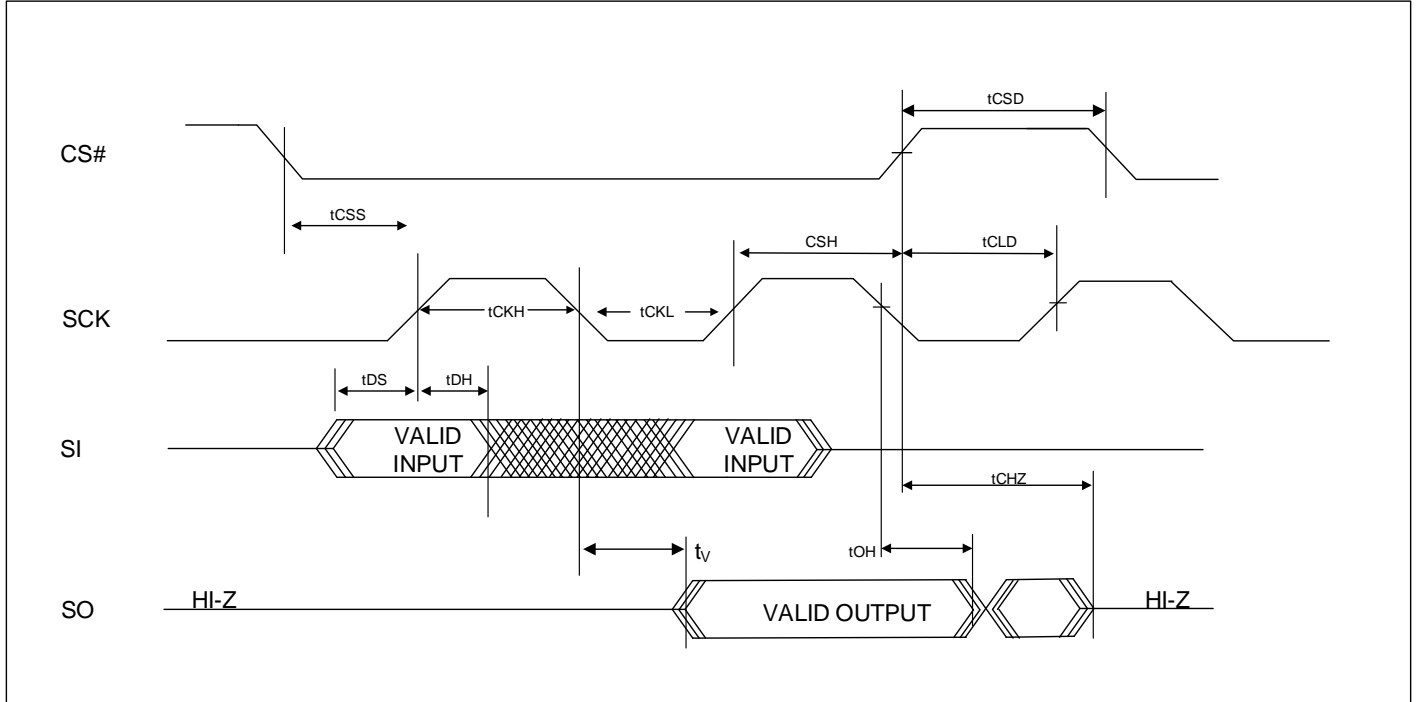 tCSD
CS#
tCSS
CSH
tCLD
SCK
tCKH
tCKL
tDS
tDH
SI
VALID
INPUT
VALID
INPUT
tCHZ
tV
tOH
SO
HI-Z
VALID OUTPUT
HI-Z